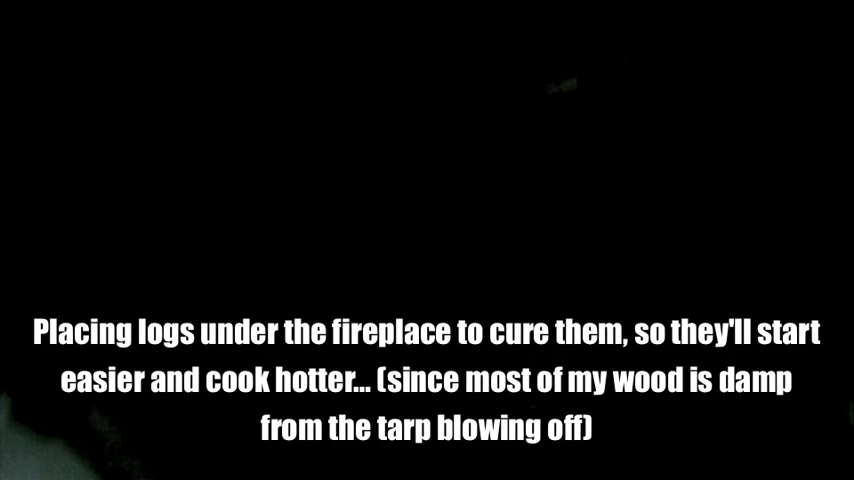 Placing logs under the fireplace to cure them, so they'll start
easier and cook hotter... (since most of my wood is damp
from the tarp blowing off)